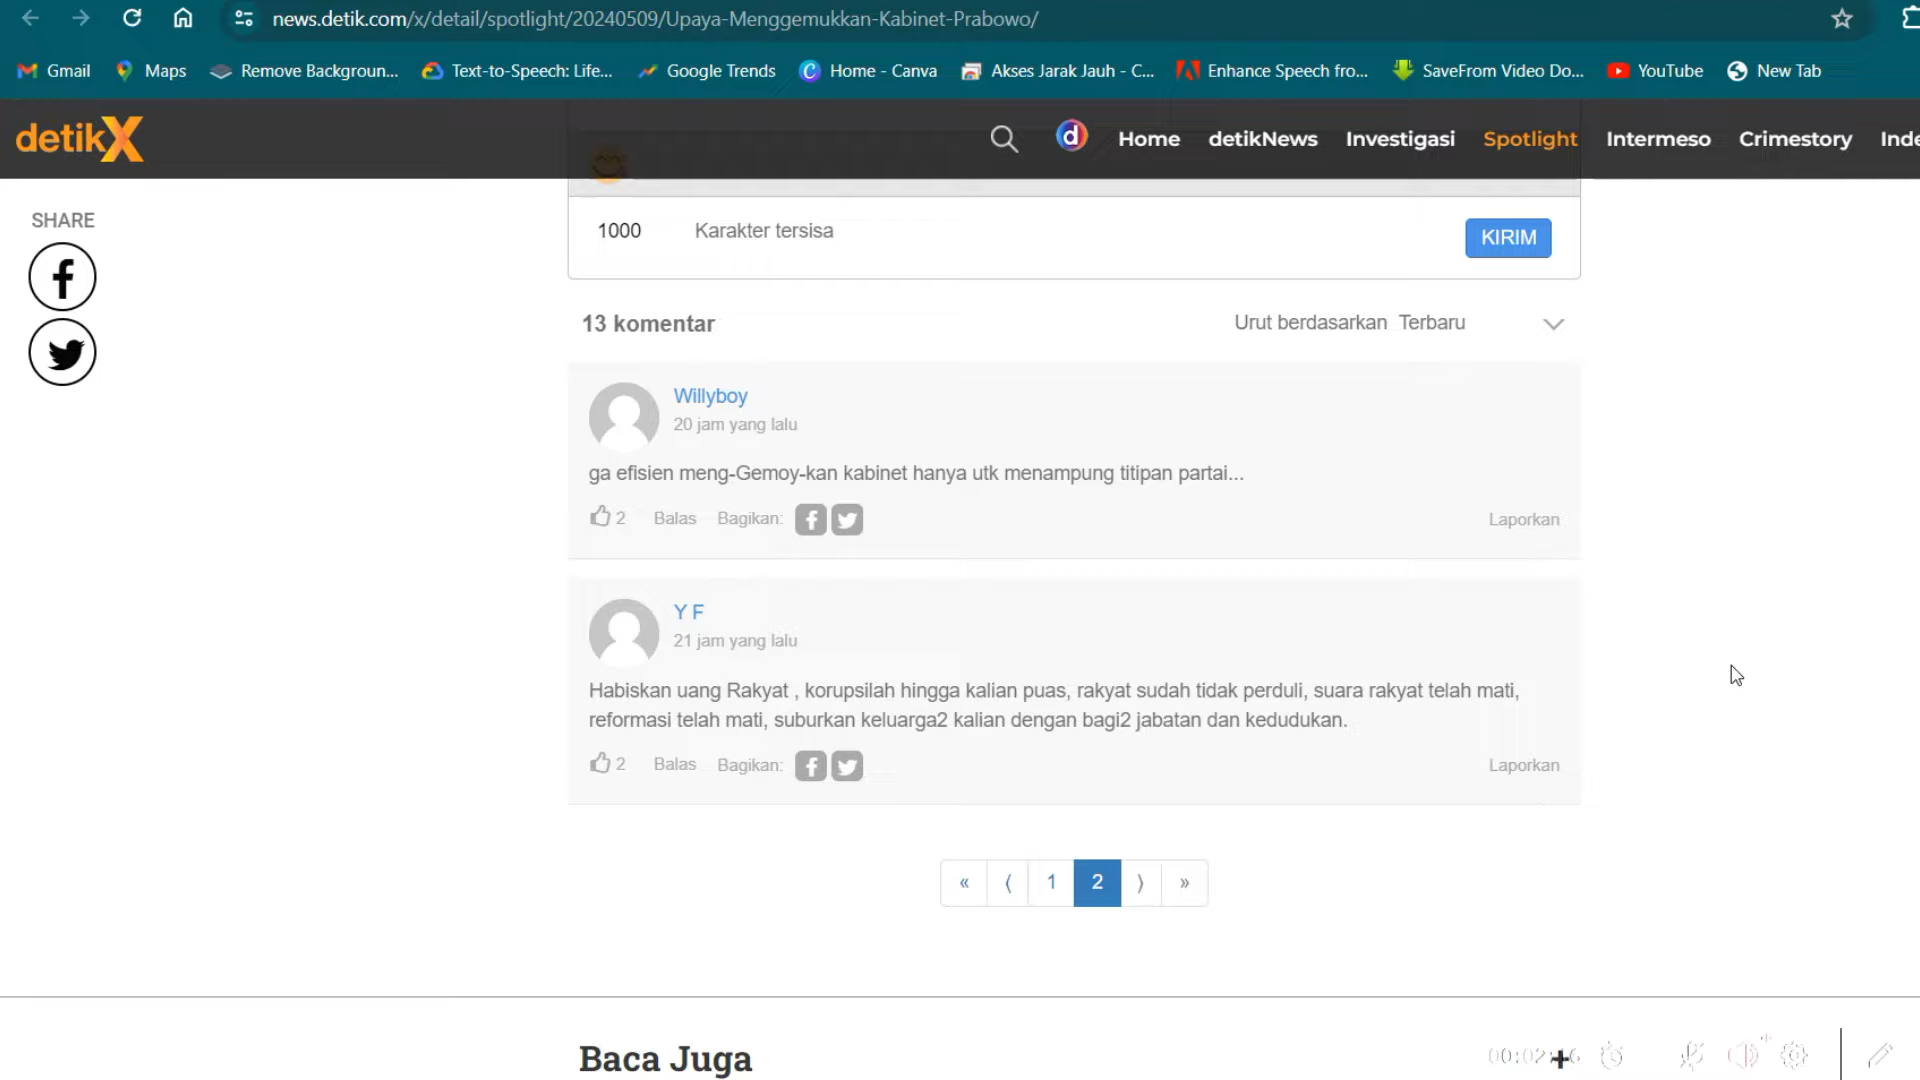 news.detik.com/x/detail/spotlight/20240509/Upaya-Menggemukkan-Kabinet-Prabowo/
Gmail Maps Remove Backgroun... Text-to-Speech: Life... Google Trends Home - Canva Akses Jarak Jauh - C... Enhance Speech fro... SaveFrom Video Do... YouTube New Tab
detikX d Home detikNews Investigasi Spotlight Intermeso Crimestory Inde
SHARE
1000 Karakter tersisa KIRIM
13 komentar Urut berdasarkan Terbaru
Willyboy
20 jam yang lalu
ga efisien meng-Gemoy-kan kabinet hanya utk menampung titipan partai...
2 Balas Bagikan: Laporkan
Y F
21 jam yang lalu
Habiskan uang Rakyat , korupsilah hingga kalian puas, rakyat sudah tidak perduli, suara rakyat telah mati,
reformasi telah mati, suburkan keluarga2 kalian dengan bagi2 jabatan dan kedudukan.
2 Balas Bagikan: Laporkan
« ⟨ 1 2 ⟩ »
Baca Juga